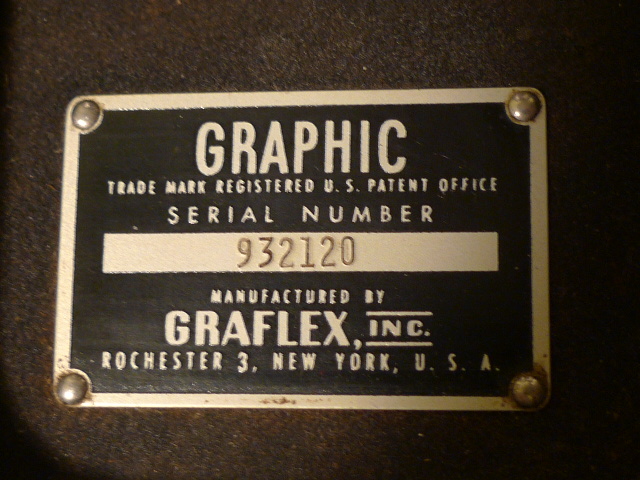 GRAPHIC
TRADE MARK REGISTERED U. S. PATENT OFFICE
SERIAL NUMBER
932120
MANUFACTURED BY
GRAFLEX, INC.
ROCHESTER 3, NEW YORK, U. S. A.